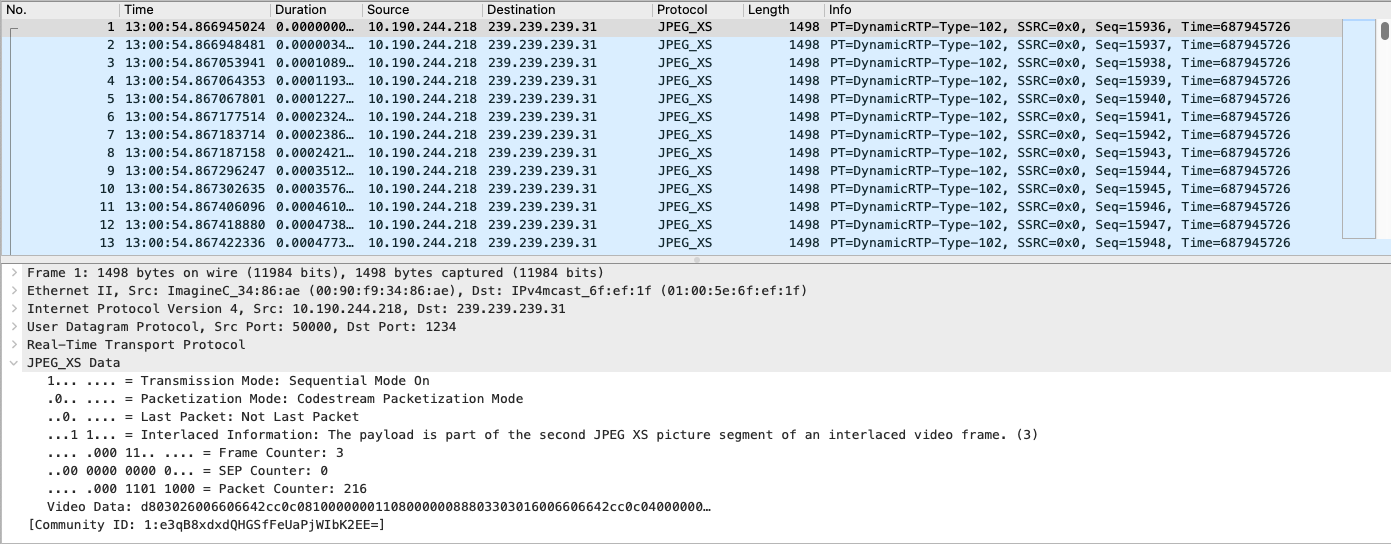 No. Time Duration Source Destination Protocol Length Info
1 13:00:54.866945024 0.0000000… 10.190.244.218 239.239.239.31 JPEG_XS 1498 PT=DynamicRTP-Type-102, SSRC=0x0, Seq=15936, Time=687945726
2 13:00:54.866948481 0.0000034… 10.190.244.218 239.239.239.31 JPEG_XS 1498 PT=DynamicRTP-Type-102, SSRC=0x0, Seq=15937, Time=687945726
3 13:00:54.867053941 0.0001089… 10.190.244.218 239.239.239.31 JPEG_XS 1498 PT=DynamicRTP-Type-102, SSRC=0x0, Seq=15938, Time=687945726
4 13:00:54.867064353 0.0001193… 10.190.244.218 239.239.239.31 JPEG_XS 1498 PT=DynamicRTP-Type-102, SSRC=0x0, Seq=15939, Time=687945726
5 13:00:54.867067801 0.0001227… 10.190.244.218 239.239.239.31 JPEG_XS 1498 PT=DynamicRTP-Type-102, SSRC=0x0, Seq=15940, Time=687945726
6 13:00:54.867177514 0.0002324… 10.190.244.218 239.239.239.31 JPEG_XS 1498 PT=DynamicRTP-Type-102, SSRC=0x0, Seq=15941, Time=687945726
7 13:00:54.867183714 0.0002386… 10.190.244.218 239.239.239.31 JPEG_XS 1498 PT=DynamicRTP-Type-102, SSRC=0x0, Seq=15942, Time=687945726
8 13:00:54.867187158 0.0002421… 10.190.244.218 239.239.239.31 JPEG_XS 1498 PT=DynamicRTP-Type-102, SSRC=0x0, Seq=15943, Time=687945726
9 13:00:54.867296247 0.0003512… 10.190.244.218 239.239.239.31 JPEG_XS 1498 PT=DynamicRTP-Type-102, SSRC=0x0, Seq=15944, Time=687945726
10 13:00:54.867302635 0.0003576… 10.190.244.218 239.239.239.31 JPEG_XS 1498 PT=DynamicRTP-Type-102, SSRC=0x0, Seq=15945, Time=687945726
11 13:00:54.867406096 0.0004610… 10.190.244.218 239.239.239.31 JPEG_XS 1498 PT=DynamicRTP-Type-102, SSRC=0x0, Seq=15946, Time=687945726
12 13:00:54.867418880 0.0004738… 10.190.244.218 239.239.239.31 JPEG_XS 1498 PT=DynamicRTP-Type-102, SSRC=0x0, Seq=15947, Time=687945726
13 13:00:54.867422336 0.0004773… 10.190.244.218 239.239.239.31 JPEG_XS 1498 PT=DynamicRTP-Type-102, SSRC=0x0, Seq=15948, Time=687945726
Frame 1: 1498 bytes on wire (11984 bits), 1498 bytes captured (11984 bits)
Ethernet II, Src: ImagineC_34:86:ae (00:90:f9:34:86:ae), Dst: IPv4mcast_6f:ef:1f (01:00:5e:6f:ef:1f)
Internet Protocol Version 4, Src: 10.190.244.218, Dst: 239.239.239.31
User Datagram Protocol, Src Port: 50000, Dst Port: 1234
Real-Time Transport Protocol
JPEG_XS Data
1... .... = Transmission Mode: Sequential Mode On
.0.. .... = Packetization Mode: Codestream Packetization Mode
..0. .... = Last Packet: Not Last Packet
...1 1... = Interlaced Information: The payload is part of the second JPEG XS picture segment of an interlaced video frame. (3)
.... .000 11.. .... = Frame Counter: 3
..00 0000 0000 0... = SEP Counter: 0
.... .000 1101 1000 = Packet Counter: 216
Video Data: d803026006606642cc0c081000000011080000008880330301600660​6642cc0c04000000…
[Community ID: 1:e3qB8xdxdQHGSfFeUaPjWIbK2EE=]